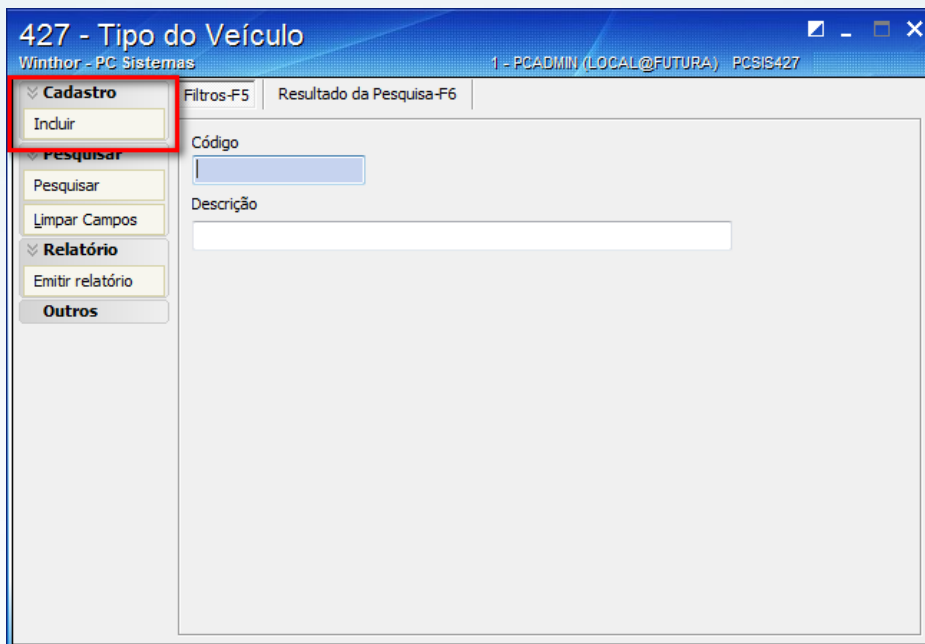 427 - Tipo do Veículo
Winthor - PC Sistemas 1 - PCADMIN (LOCAL@FUTURA) PCSIS427
Cadastro
Incluir
Pesquisar
Pesquisar
Limpar Campos
Relatório
Emitir relatório
Outros
Filtros-F5 Resultado da Pesquisa-F6
Código
Descrição